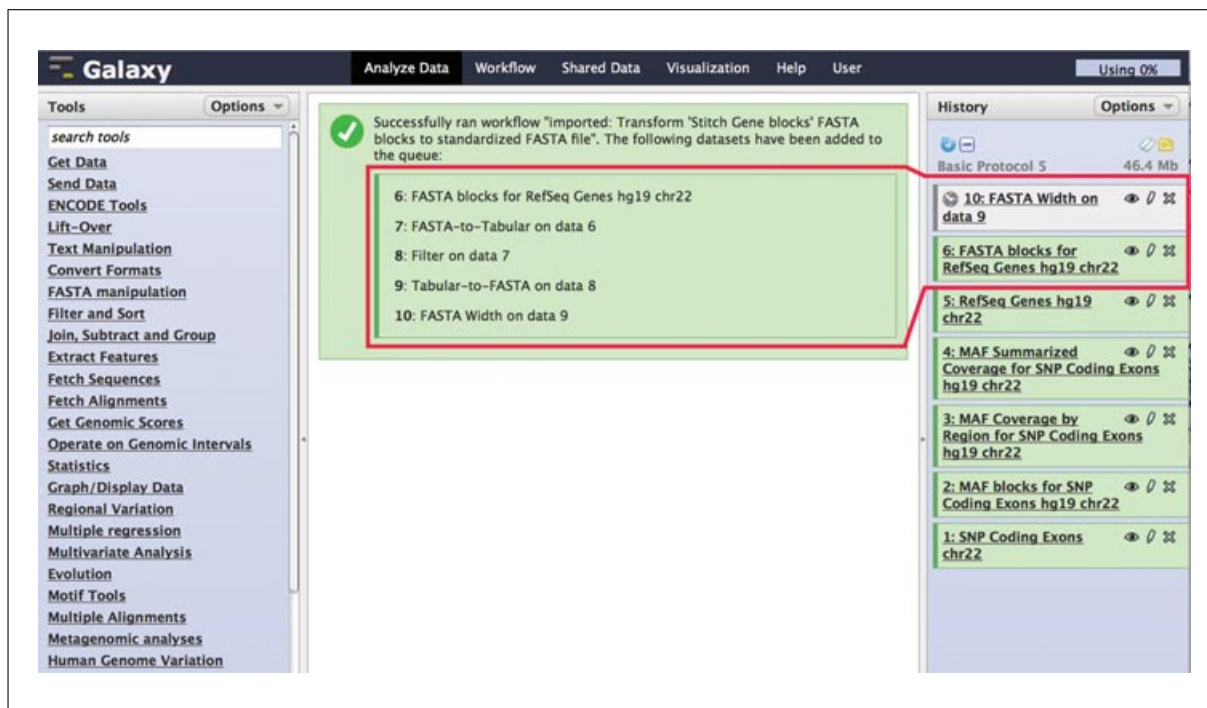 Galaxy
Analyze Data Workflow Shared Data Visualization Help User
Using 0%
Tools
Options
search tools
Get Data
Send Data
ENCODE Tools
Lift-Over
Text Manipulation
Convert Formats
FASTA manipulation
Filter and Sort
Join, Subtract and Group
Extract Features
Fetch Sequences
Fetch Alignments
Get Genomic Scores
Operate on Genomic Intervals
Statistics
Graph/Display Data
Regional Variation
Multiple regression
Multivariate Analysis
Evolution
Motif Tools
Multiple Alignments
Metagenomic analyses
Human Genome Variation
Successfully ran workflow "imported: Transform 'Stitch Gene blocks' FASTA
blocks to standardized FASTA file". The following datasets have been added to
the queue:
6: FASTA blocks for RefSeq Genes hg19 chr22
7: FASTA-to-Tabular on data 6
8: Filter on data 7
9: Tabular-to-FASTA on data 8
10: FASTA Width on data 9
History
Options
Basic Protocol 5 46.4 Mb
10: FASTA Width on
data 9
6: FASTA blocks for
RefSeq Genes hg19 chr22
5: RefSeq Genes hg19
chr22
4: MAF Summarized
Coverage for SNP Coding Exons
hg19 chr22
3: MAF Coverage by
Region for SNP Coding Exons
hg19 chr22
2: MAF blocks for SNP
Coding Exons hg19 chr22
1: SNP Coding Exons
chr22